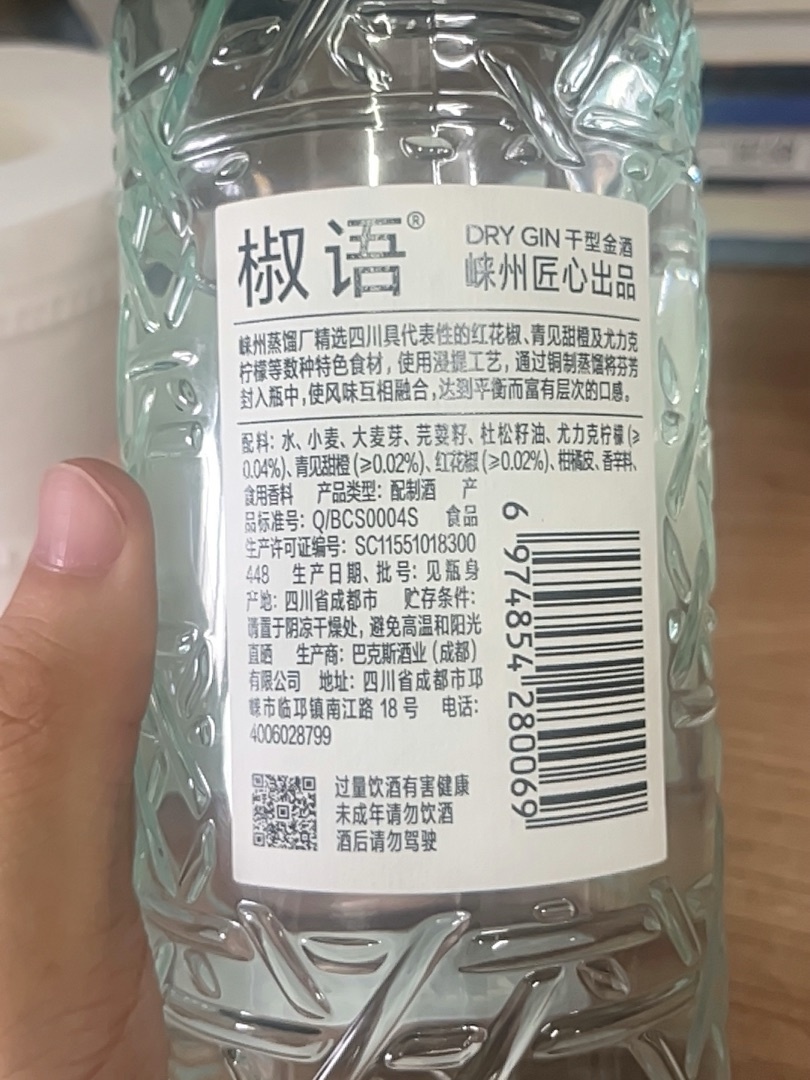 椒语®
DRY GIN 干型金酒
崃州匠心出品
崃州蒸馏厂精选四川具代表性的红花椒、青见甜橙及尤力克
柠檬等数种特色食材，使用浸提工艺，通过铜制蒸馏将芬芳
封入瓶中，使风味互相融合，达到平衡而富有层次的口感。
配料：水、小麦、大麦芽、芫荽籽、杜松籽油、尤力克柠檬（≥
0.04%）、青见甜橙（≥0.02%）、红花椒（≥0.02%）、柑橘皮、香辛料、
食用香料 产品类型：配制酒 产
品标准号：Q/BCS0004S 食品
生产许可证编号：SC11551018300
448 生产日期、批号：见瓶身
产地：四川省成都市 贮存条件：
请置于阴凉干燥处，避免高温和阳光
直晒 生产商：巴克斯酒业（成都）
有限公司 地址：四川省成都市邛
崃市临邛镇南江路 18 号 电话：
4006028799
过量饮酒有害健康
未成年请勿饮酒
酒后请勿驾驶
6 974854 280069